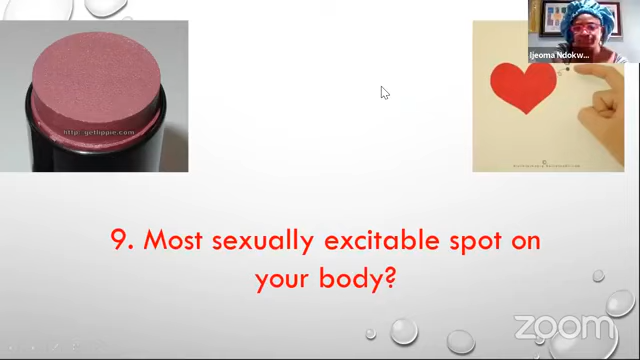 http://getlippie.com
Ijeoma Ndokw...
9. Most sexually excitable spot on
your body?
zoom